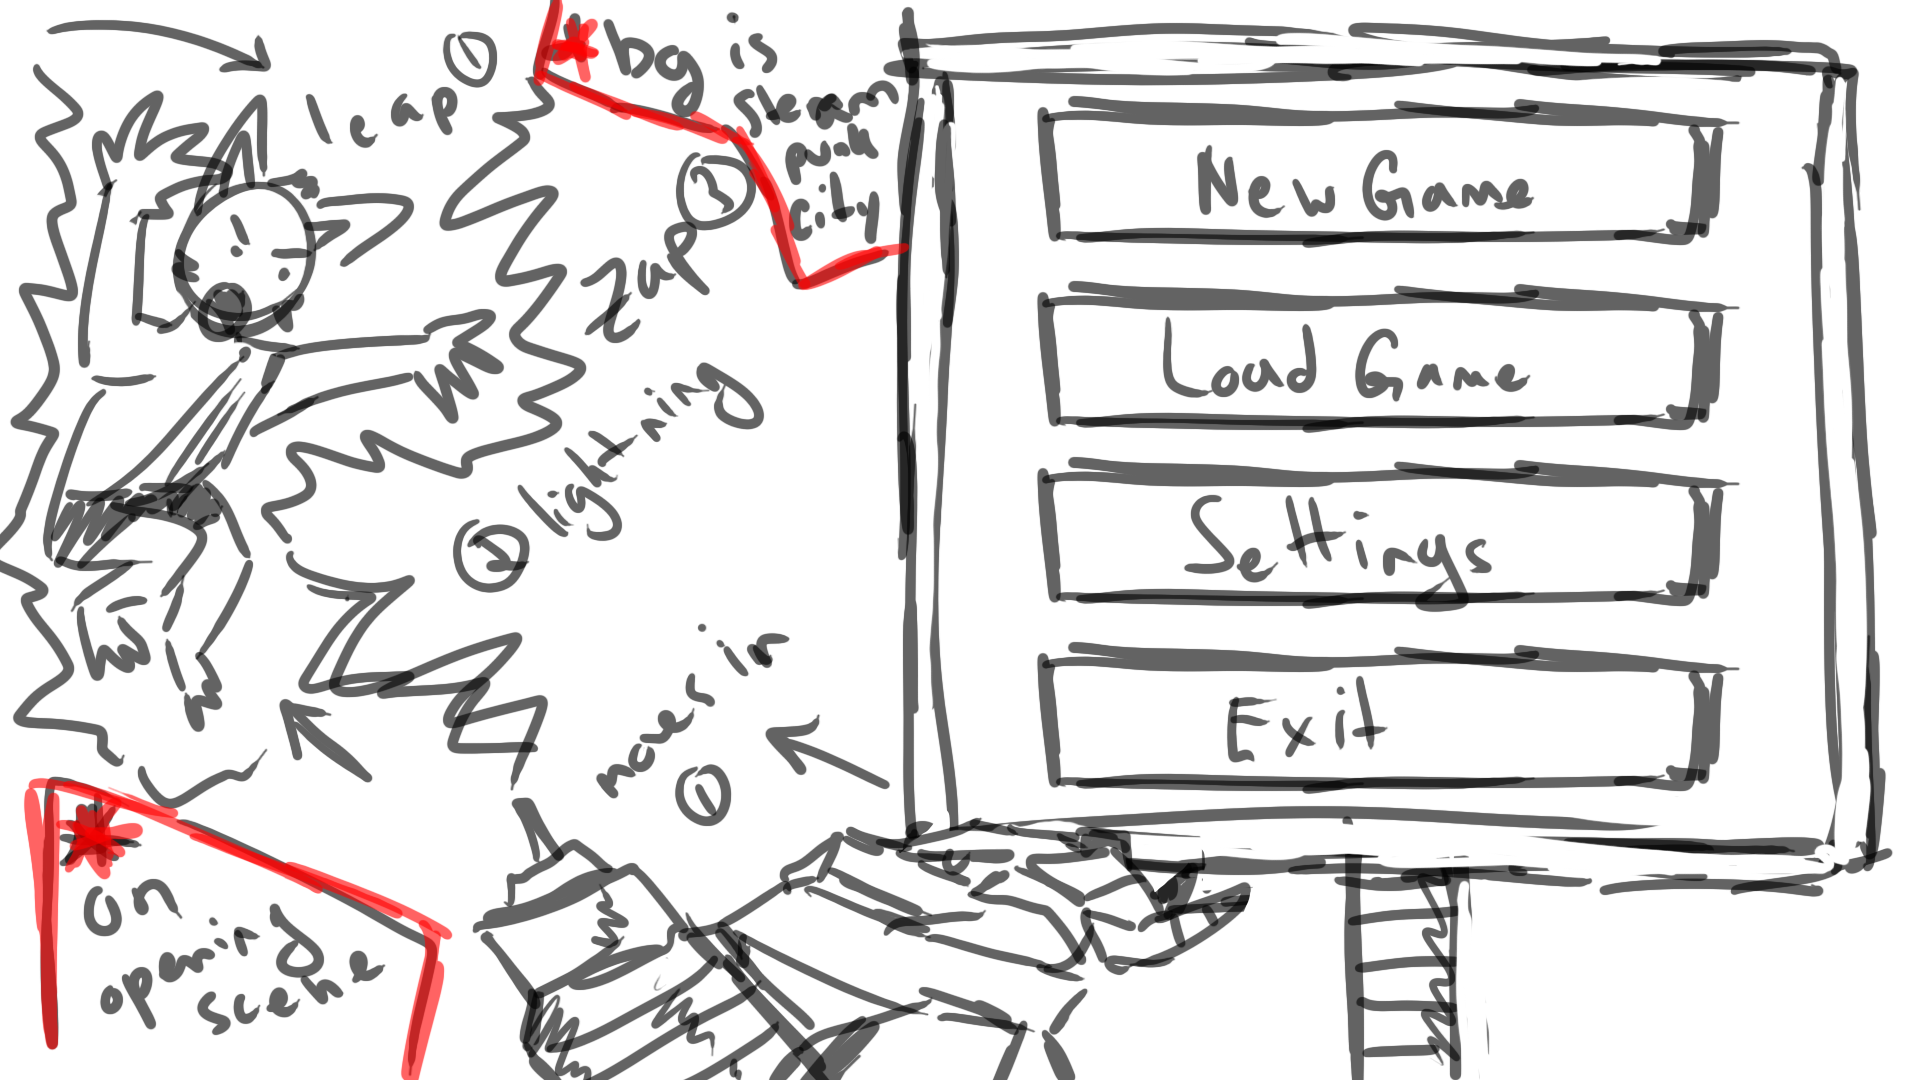 leap 1
* bg is
steam
punk
city
3
zap
lightning
2
moves in
1
* on
opening
scene
New Game
Load Game
Settings
Exit